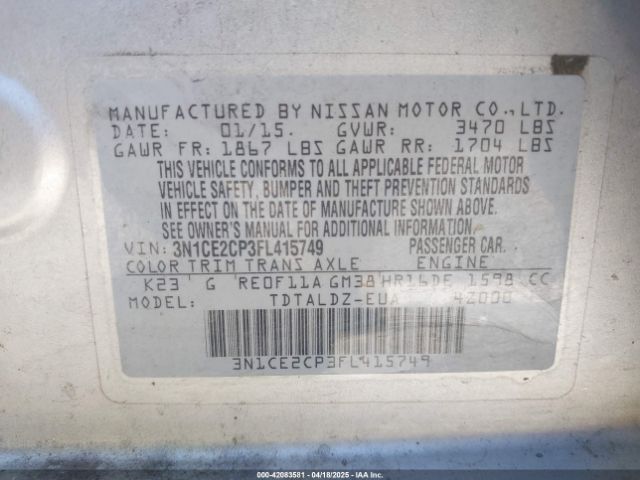 MANUFACTURED BY NISSAN MOTOR CO., LTD.
DATE: 01/15. GVWR: 3470 LBS
GAWR FR: 1867 LBS GAWR RR: 1704 LBS
THIS VEHICLE CONFORMS TO ALL APPLICABLE FEDERAL MOTOR
VEHICLE SAFETY, BUMPER AND THEFT PREVENTION STANDARDS
IN EFFECT ON THE DATE OF MANUFACTURE SHOWN ABOVE.
SEE OWNER'S MANUAL FOR ADDITIONAL INFORMATION
VIN: 3N1CE2CP3FL415749 PASSENGER CAR.
COLOR TRIM TRANS AXLE ENGINE
K23 G RE0F11A GM38 HR16DE 1598 CC
MODEL: TDTALDZ-EUA 42000
3N1CE2CP3FL415749
© 000-42083581 | 04/18/2025 | IAA Inc.